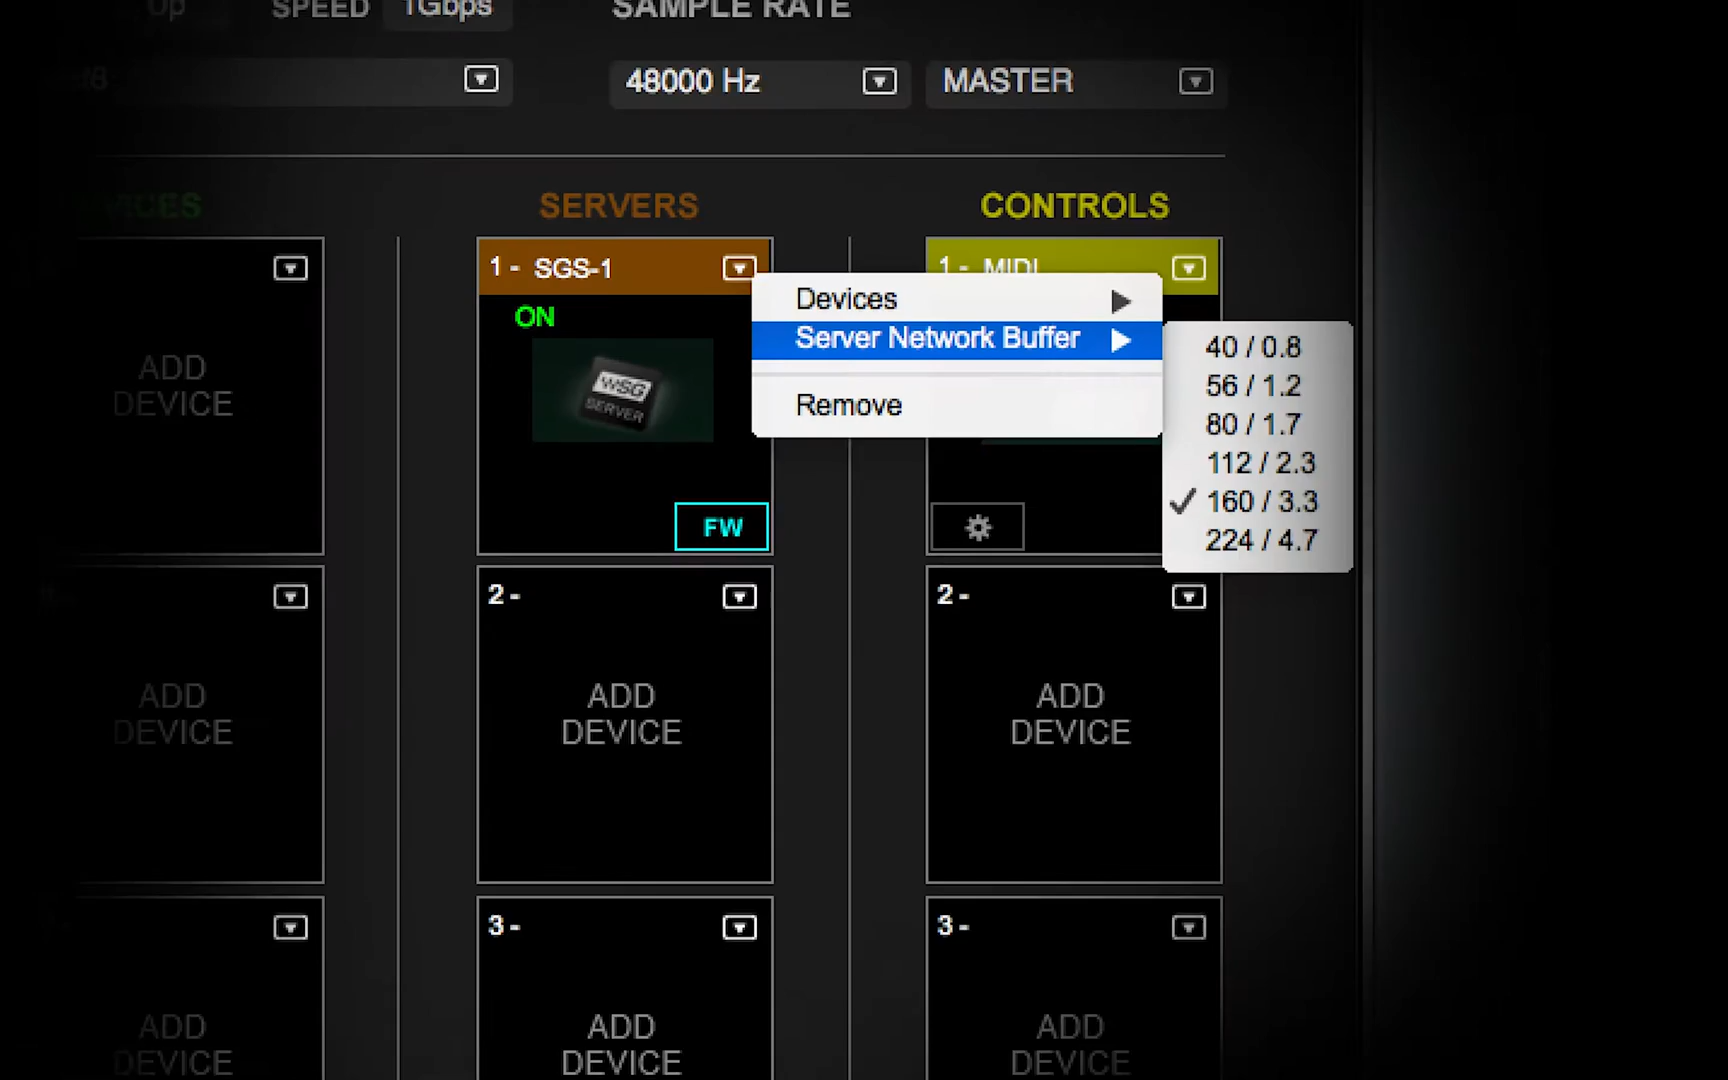 Up SPEED 1Gbps SAMPLE RATE
48000 Hz MASTER
SERVERS CONTROLS
1 - SGS-1
1 - MIDI
ON
WSG
SERVER
FW
Devices
Server Network Buffer
Remove
40 / 0.8
56 / 1.2
80 / 1.7
112 / 2.3
160 / 3.3
224 / 4.7
ADD
DEVICE
2 -
2 -
ADD
DEVICE
ADD
DEVICE
ADD
DEVICE
3 -
3 -
ADD
DEVICE
ADD
DEVICE
ADD
DEVICE